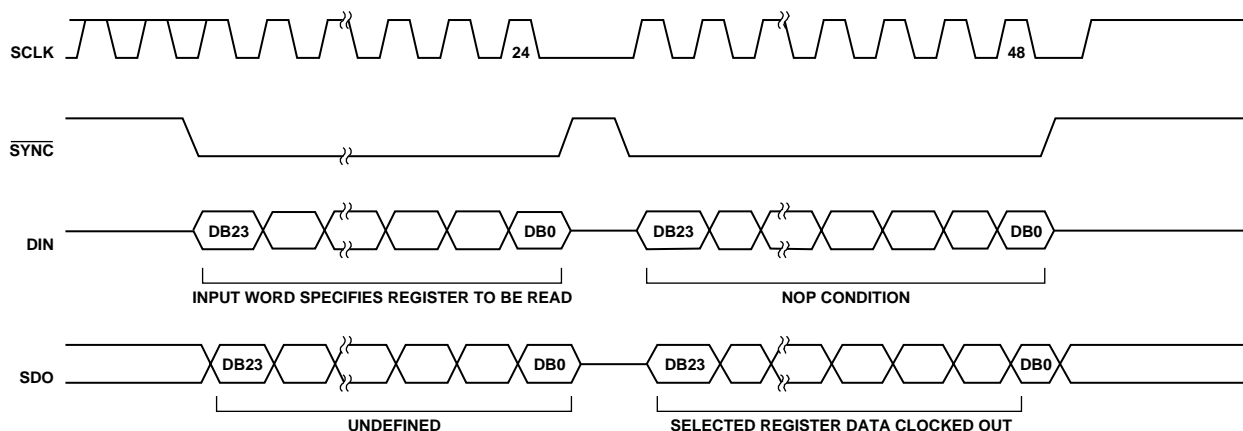 SCLK
24
48
SYNC
DIN
DB23
DB0
DB23
DB0
INPUT WORD SPECIFIES REGISTER TO BE READ
NOP CONDITION
SDO
DB23
DB0
DB23
DB0
UNDEFINED
SELECTED REGISTER DATA CLOCKED OUT